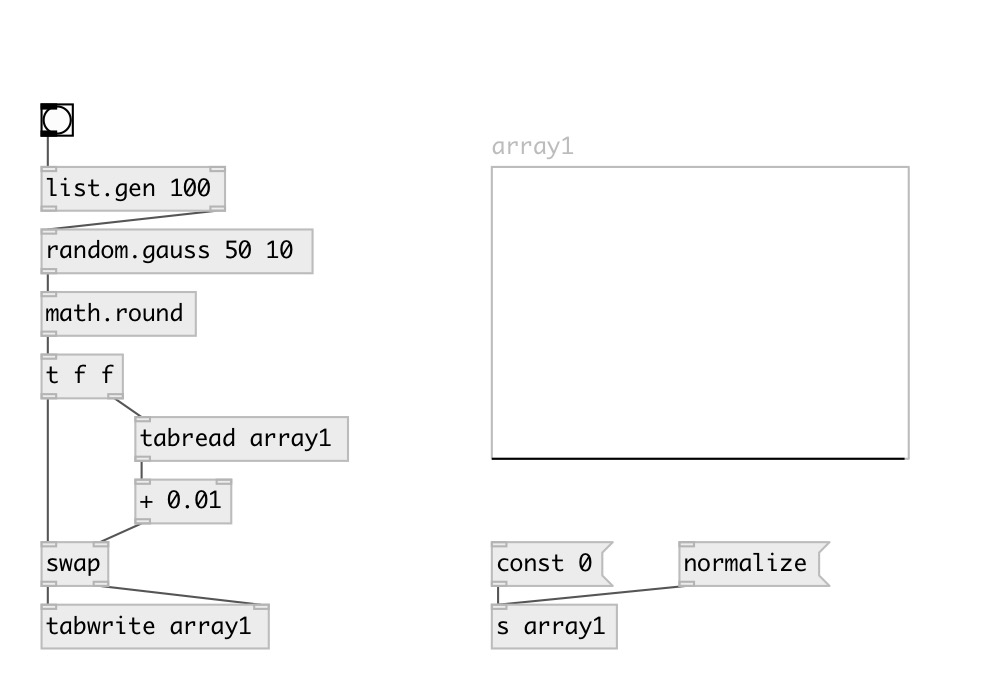 array1
list.gen 100
random.gauss 50 10
math.round
t f f
tabread array1
+ 0.01
swap
const 0
normalize
tabwrite array1
s array1